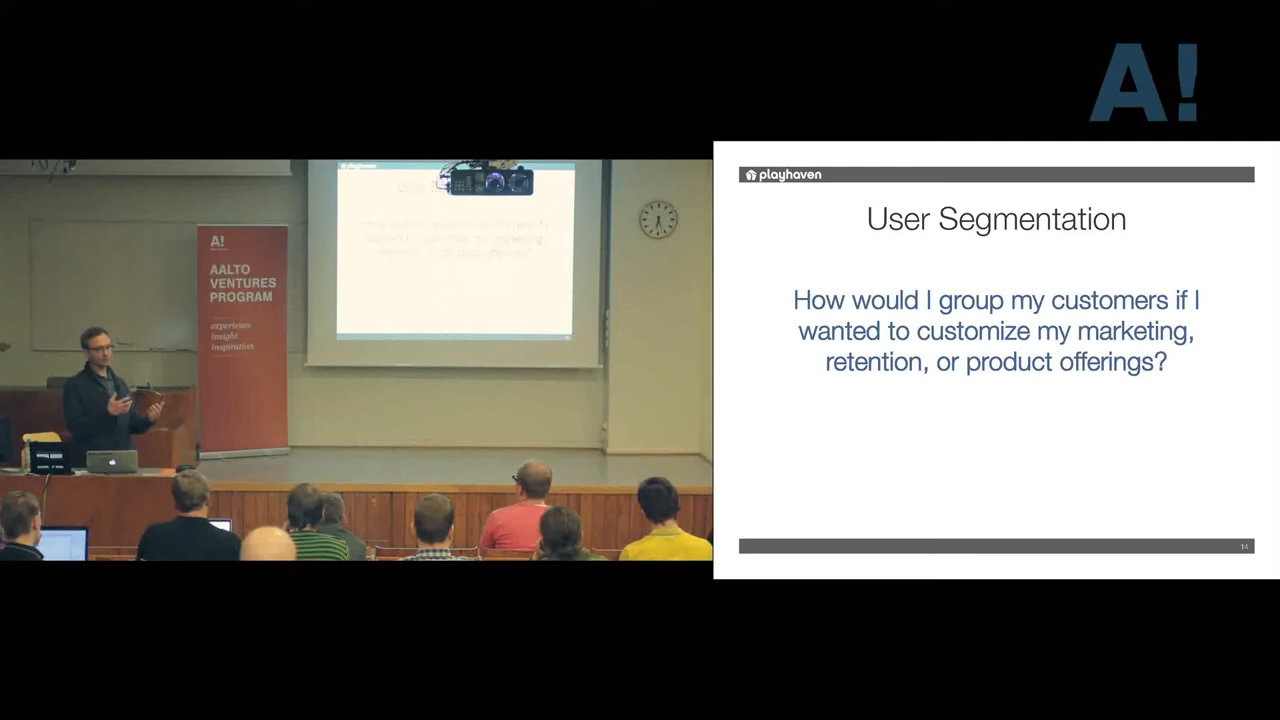 A!
playhaven
User Segmentation
How would I group my customers if I
wanted to customize my marketing,
retention, or product offerings?
14
A!
AALTO
VENTURES
PROGRAM
experience
insight
inspiration
playhaven